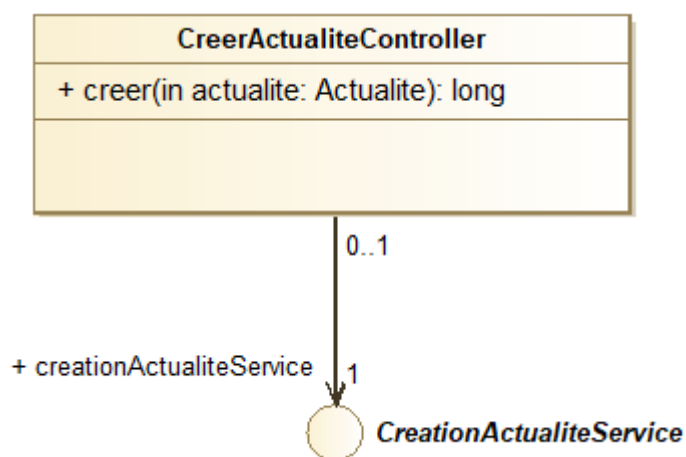 CreerActualiteController
+ creer(in actualite: Actualite): long
0..1
+ creationActualiteService
1
CreationActualiteService